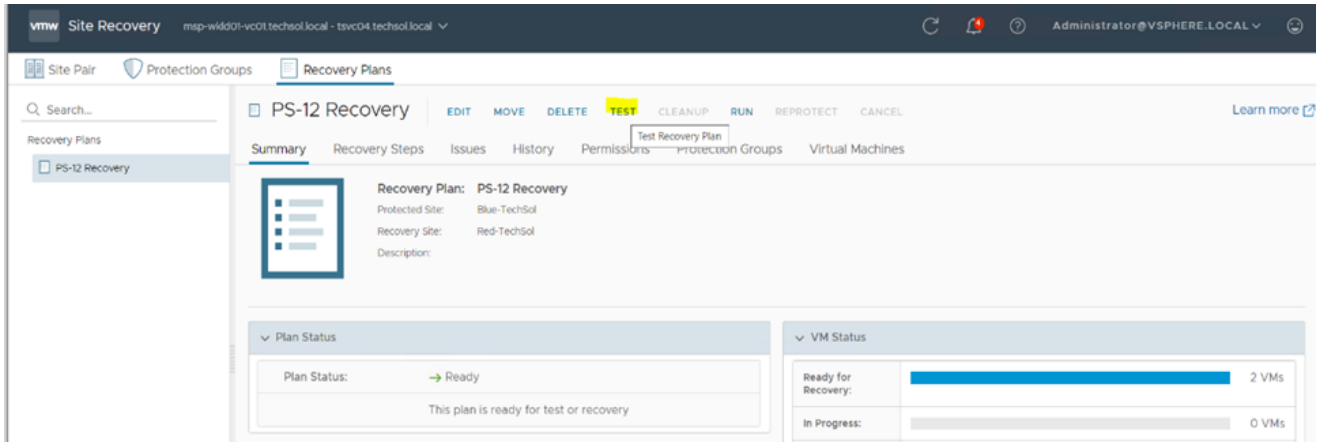 vmw Site Recovery msp-wkld01-vc01.techsol.local - tsvc04.techsol.local 4 Administrator@VSPHERE.LOCAL
Site Pair Protection Groups Recovery Plans
Search...
Recovery Plans
PS-12 Recovery
PS-12 Recovery EDIT MOVE DELETE TEST CLEANUP RUN REPROTECT CANCEL Learn more
Test Recovery Plan
Summary Recovery Steps Issues History Permissions Protection Groups Virtual Machines
Recovery Plan: PS-12 Recovery
Protected Site: Blue-TechSol
Recovery Site: Red-TechSol
Description:
Plan Status
Plan Status: Ready
This plan is ready for test or recovery
VM Status
Ready for Recovery: 2 VMs
In Progress: 0 VMs